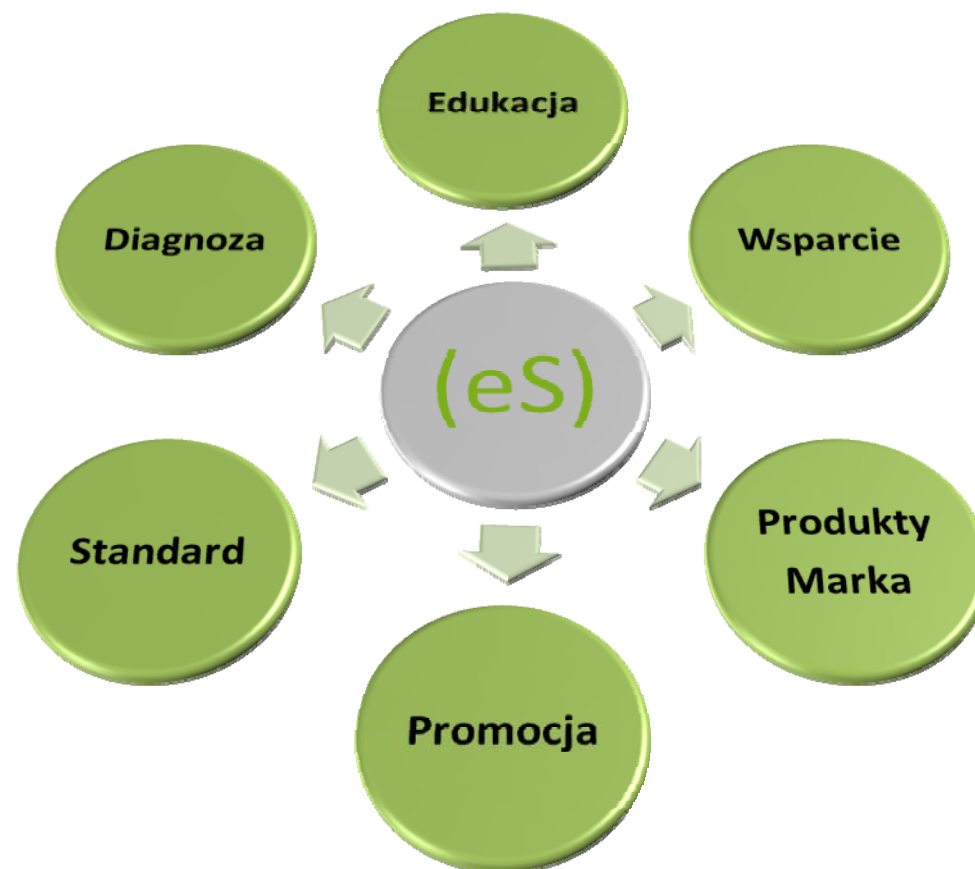 Edukacja
Diagnoza
Wsparcie
(eS)
Standard
Produkty
Marka
Promocja